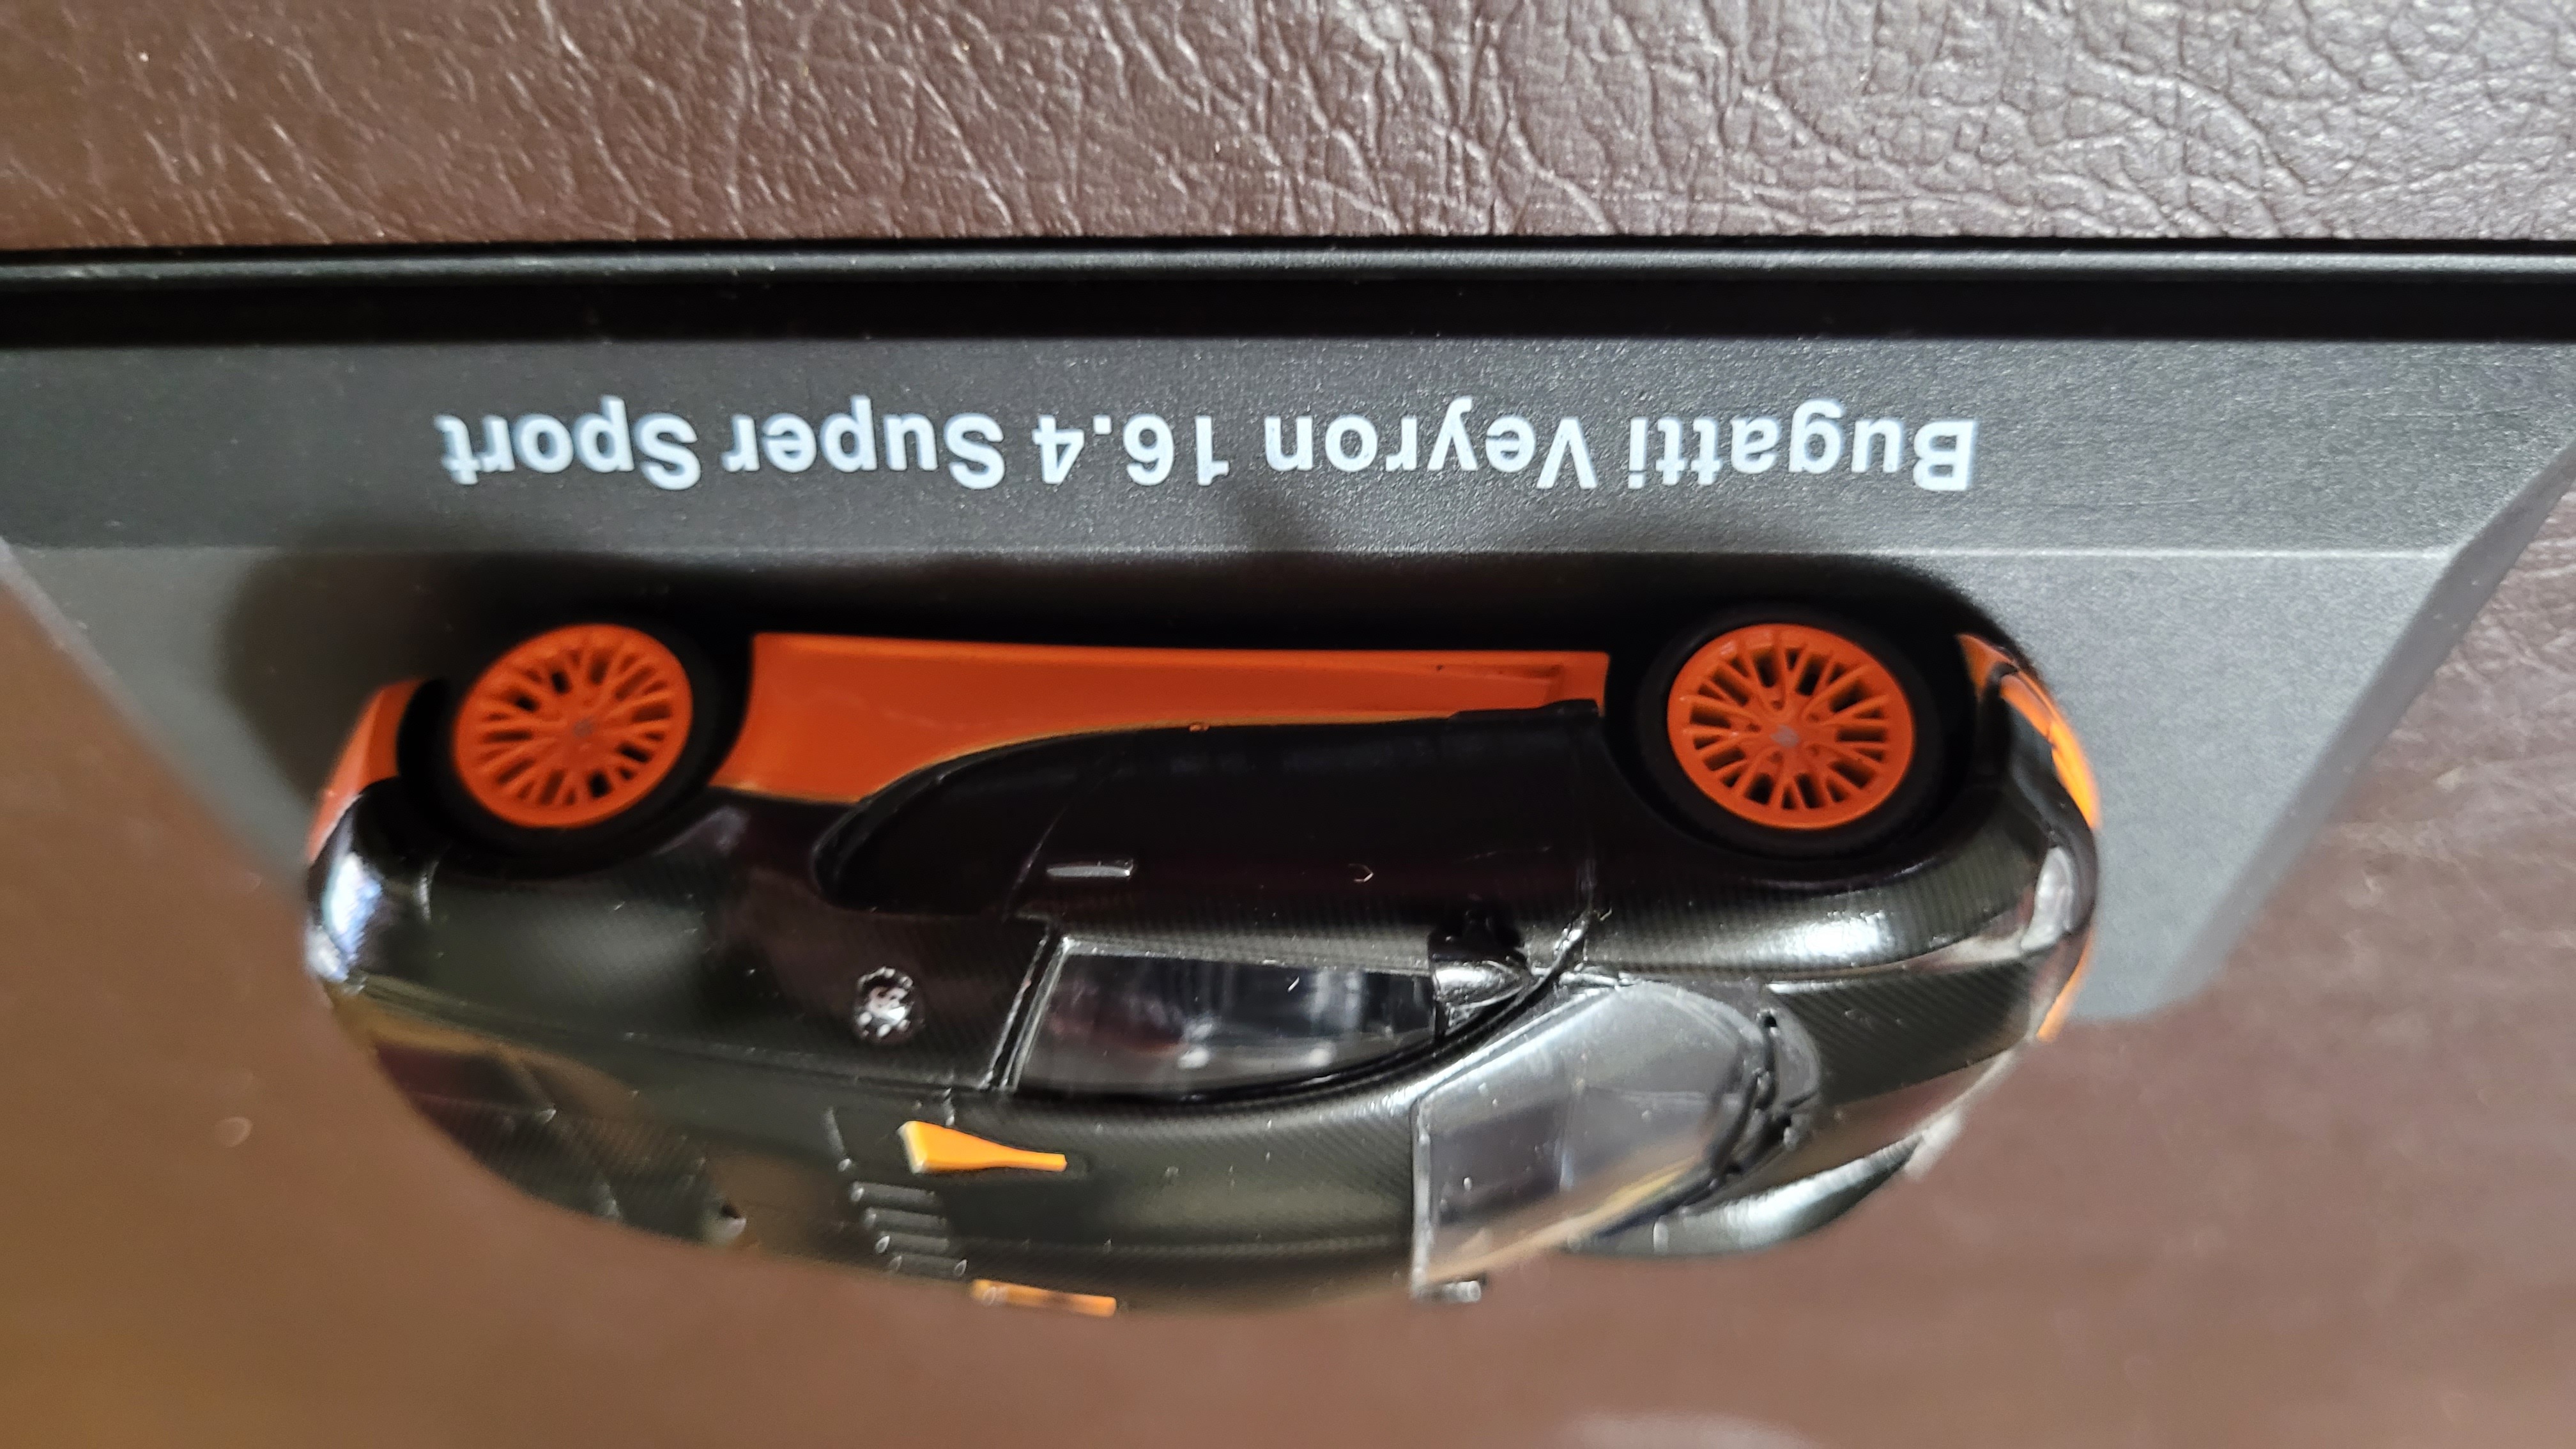 Bugatti Veyron 16.4 Super Sport